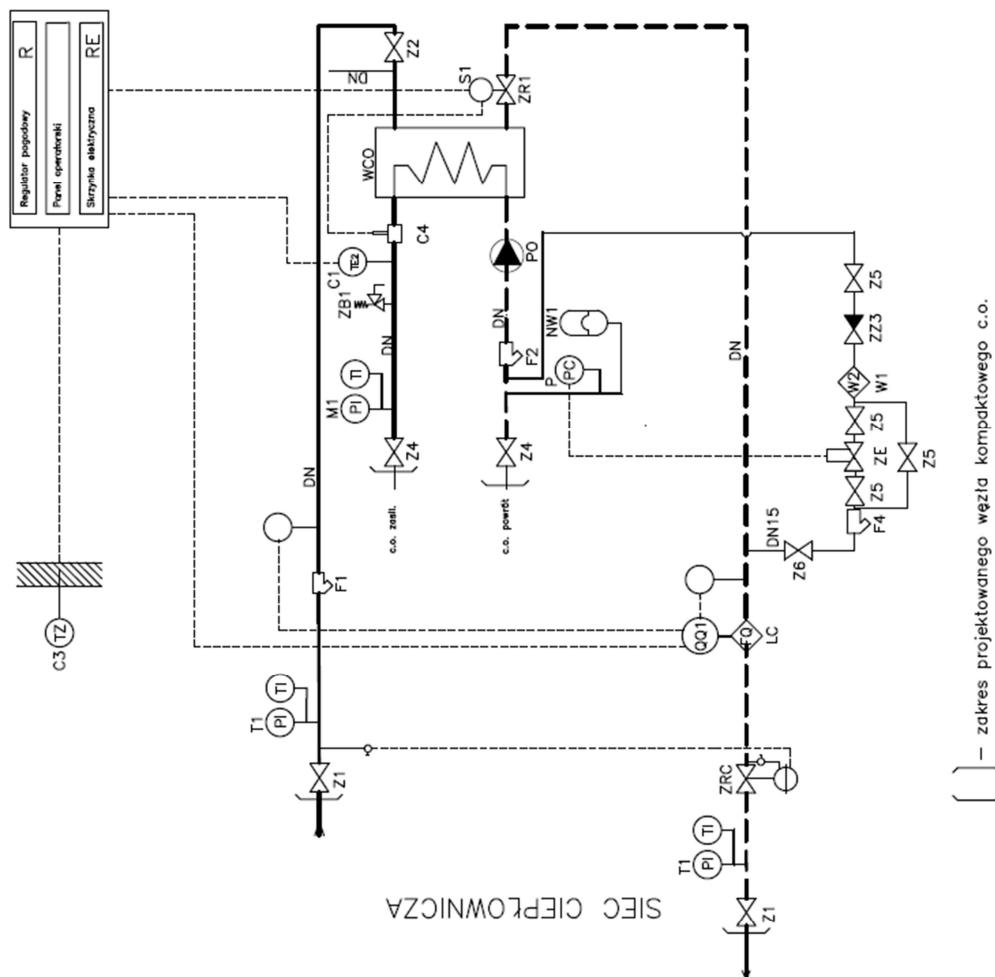 Regulator pogodowy
R
Panel operatorski
Skrzynka elektryczna
RE
Z2
DN
S1
ZR1
WCO
C4
C1
TE2
ZB1
PO
DN
DN
DN
NW1
F2
P
PC
DN
TI
PI
M1
Z4
Z4
c.o. zasil.
c.o. powrót
Z5
ZZ3
W2
W1
Z5
ZE
Z5
Z5
F4
DN15
Z6
F1
C3
TZ
QQ1
FQ
LC
T1
TI
PI
Z1
ZRC
T1
TI
PI
Z1
SIEC CIEPŁOWNICZA
– zakres projektowanego węzła kompaktowego c.o.